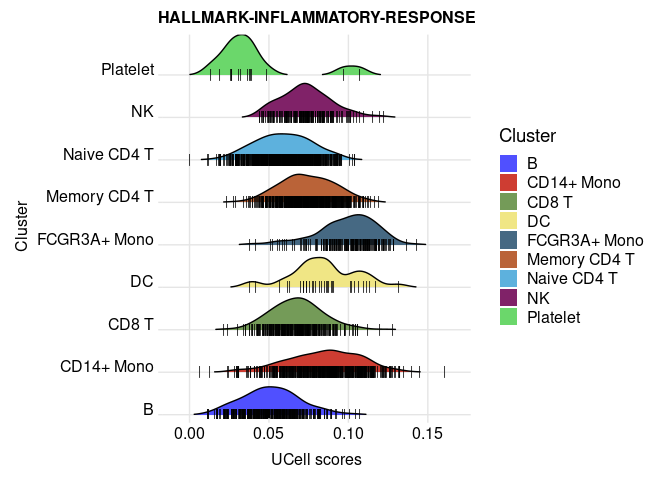 HALLMARK-INFLAMMATORY-RESPONSE
Platelet
NK
Naive CD4 T
Memory CD4 T
FCGR3A+ Mono
DC
CD8 T
CD14+ Mono
B
Cluster
0.00 0.05 0.10 0.15
UCell scores
Cluster
B
CD14+ Mono
CD8 T
DC
FCGR3A+ Mono
Memory CD4 T
Naive CD4 T
NK
Platelet